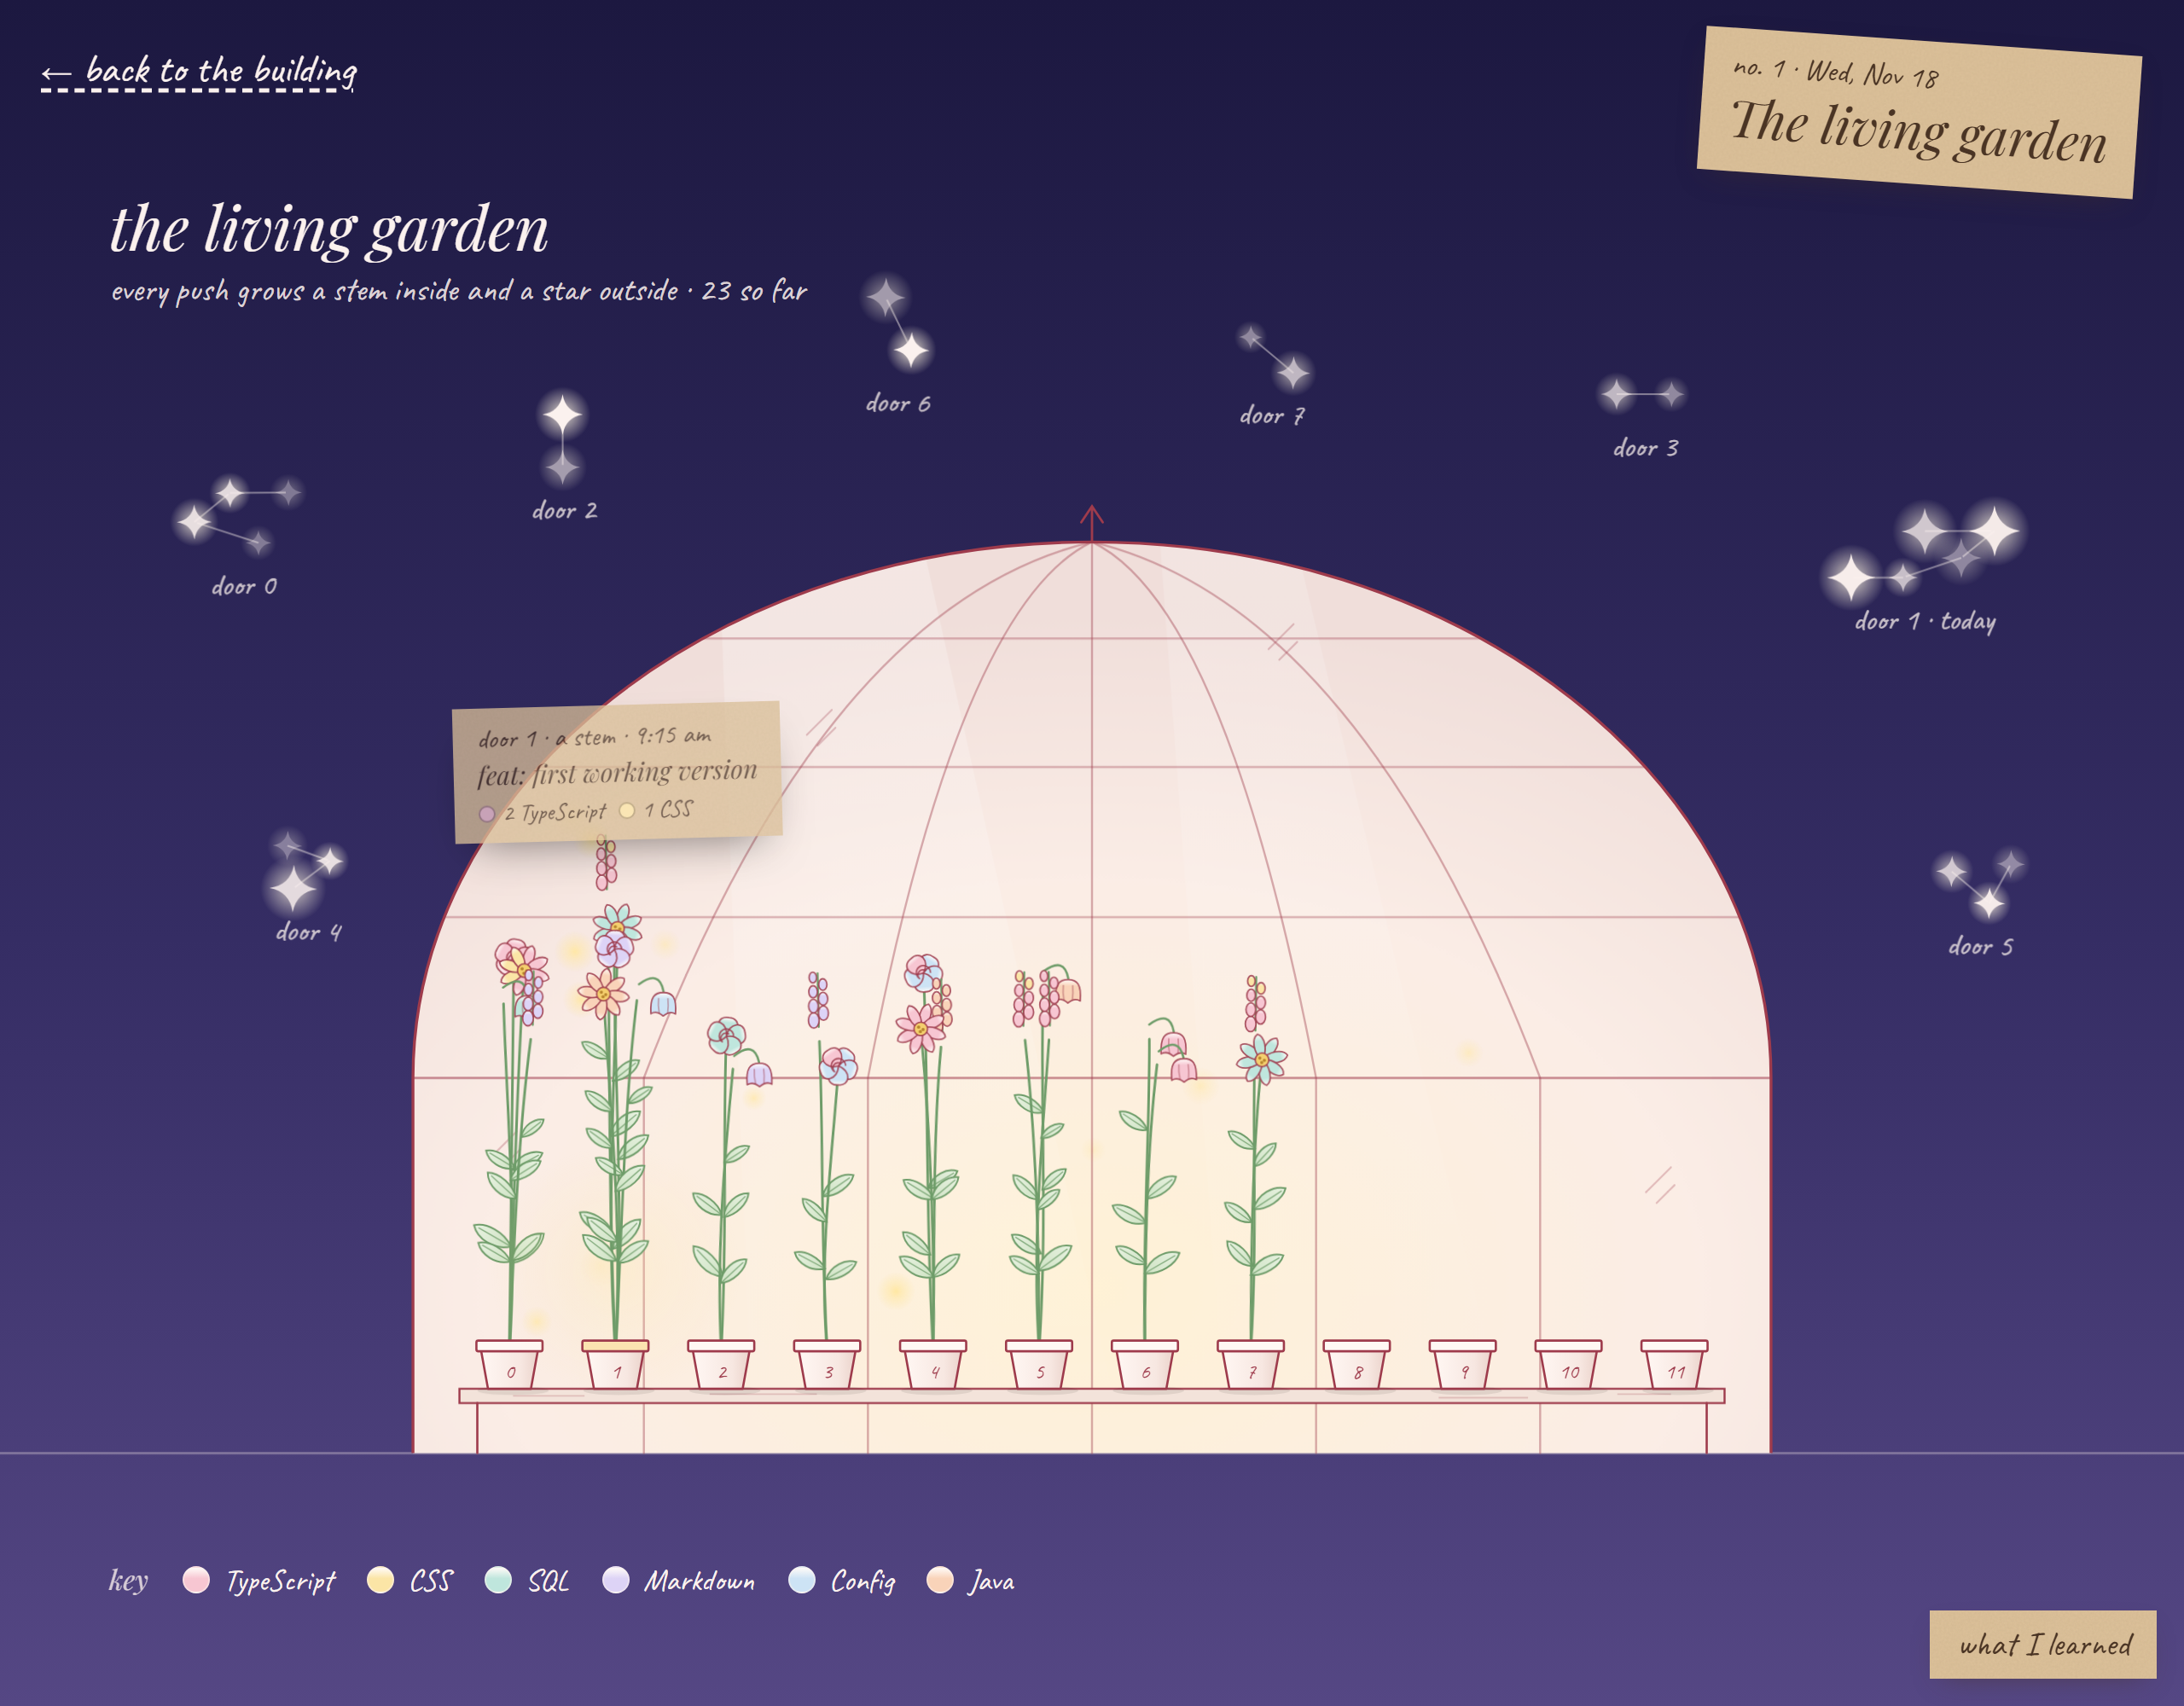 ← back to the building
no. 1 · Wed, Nov 18
The living garden
the living garden
every push grows a stem inside and a star outside · 23 so far
door 6
door 7
door 3
door 2
door 0
door 1 · today
door 1 · a stem · 9:15 am
feat: first working version
2 TypeScript 1 CSS
door 4
door 5
0 1 2 3 4 5 6 7 8 9 10 11
key TypeScript CSS SQL Markdown Config Java
what I learned